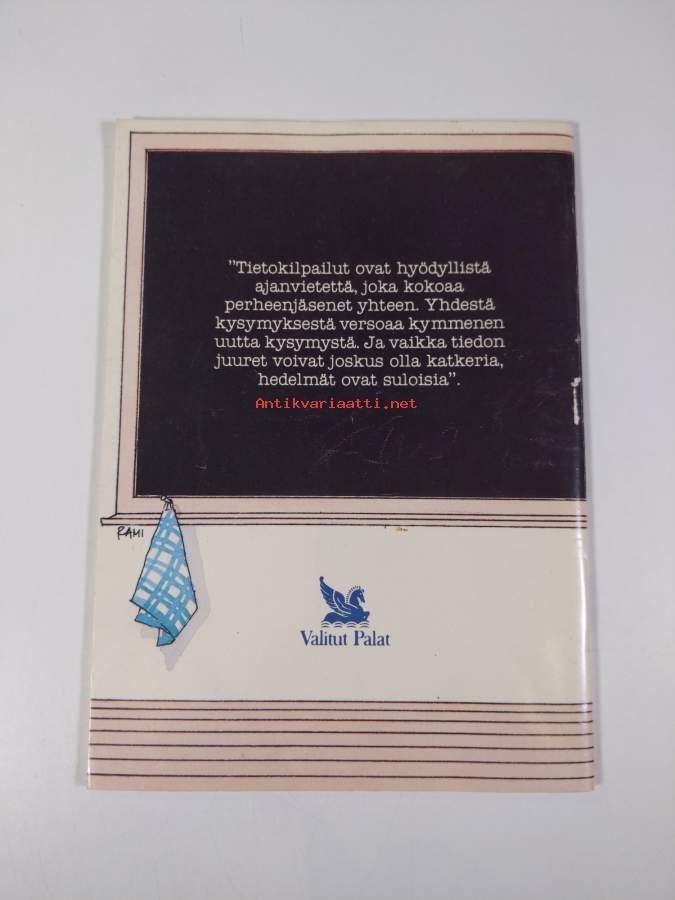 "Tietokilpailut ovat hyödyllistä
ajanvietettä, joka kokoaa
perheenjäsenet yhteen. Yhdestä
kysymyksestä versoaa kymmenen
uutta kysymystä. Ja vaikka tiedon
juuret voivat joskus olla katkeria,
hedelmät ovat suloisia".
Antikvariaatti.net
RAMI
Valitut Palat